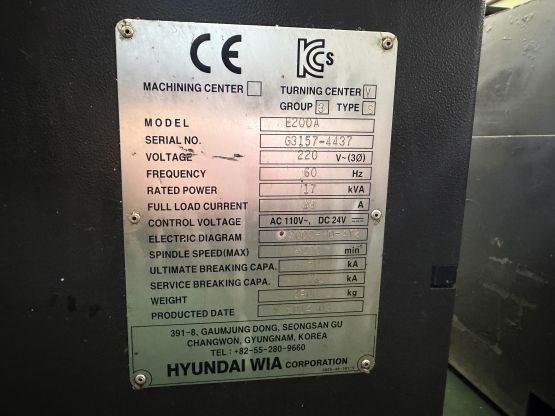 CE KCs
MACHINING CENTER TURNING CENTER V
GROUP 3 TYPE S
MODEL E200A
SERIAL NO. G3157-4437
VOLTAGE 220 V~(3Ø)
FREQUENCY 60 Hz
RATED POWER 17 kVA
FULL LOAD CURRENT A
CONTROL VOLTAGE AC 110V~, DC 24V
ELECTRIC DIAGRAM
SPINDLE SPEED(MAX) min
ULTIMATE BREAKING CAPA. kA
SERVICE BREAKING CAPA. kA
WEIGHT kg
PRODUCED DATE
391-8, GAUMJUNG DONG, SEONGSAN GU
CHANGWON, GYUNGNAM, KOREA
TEL : +82-55-280-9660
HYUNDAI WIA CORPORATION